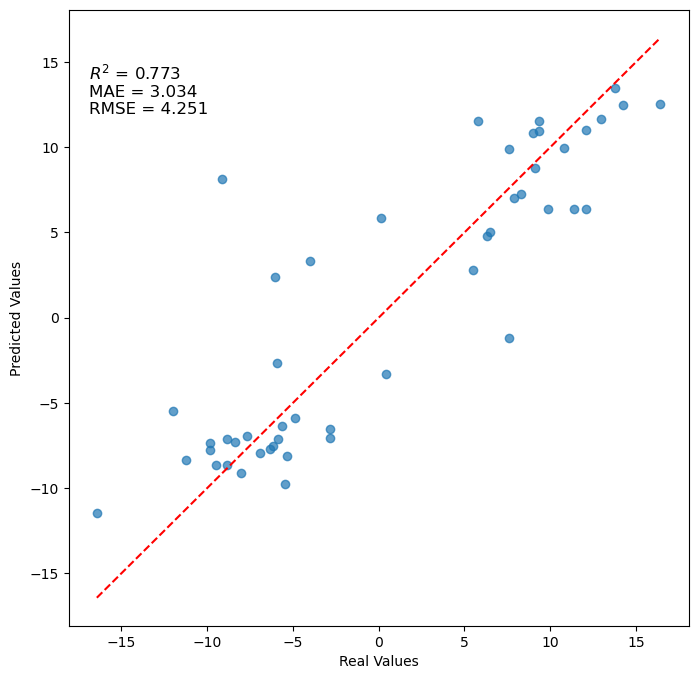 R² = 0.773
MAE = 3.034
RMSE = 4.251
15
10
5
0
−5
−10
−15
Predicted Values
−15 −10 −5 0 5 10 15
Real Values